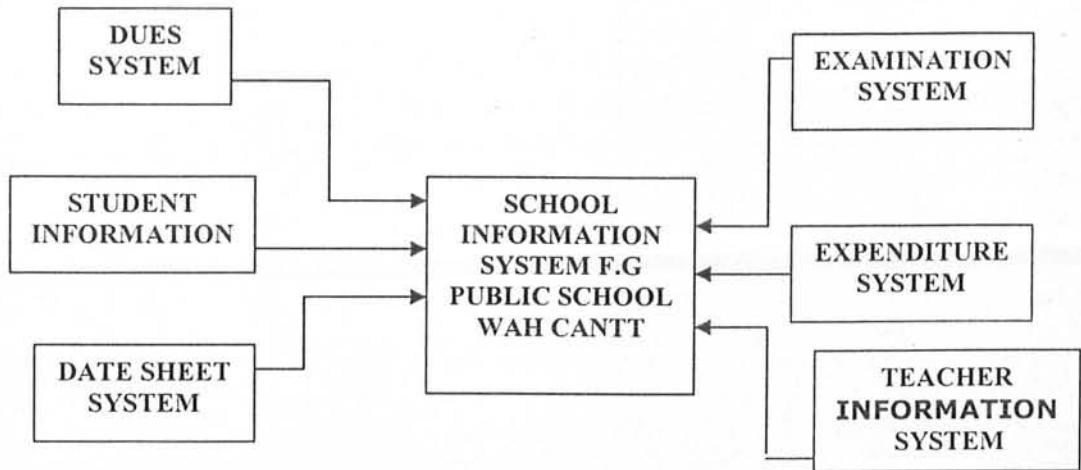 DUES
SYSTEM
EXAMINATION
SYSTEM
STUDENT
INFORMATION
SCHOOL
INFORMATION
SYSTEM F.G
PUBLIC SCHOOL
WAH CANTT
EXPENDITURE
SYSTEM
DATE SHEET
SYSTEM
TEACHER
INFORMATION
SYSTEM